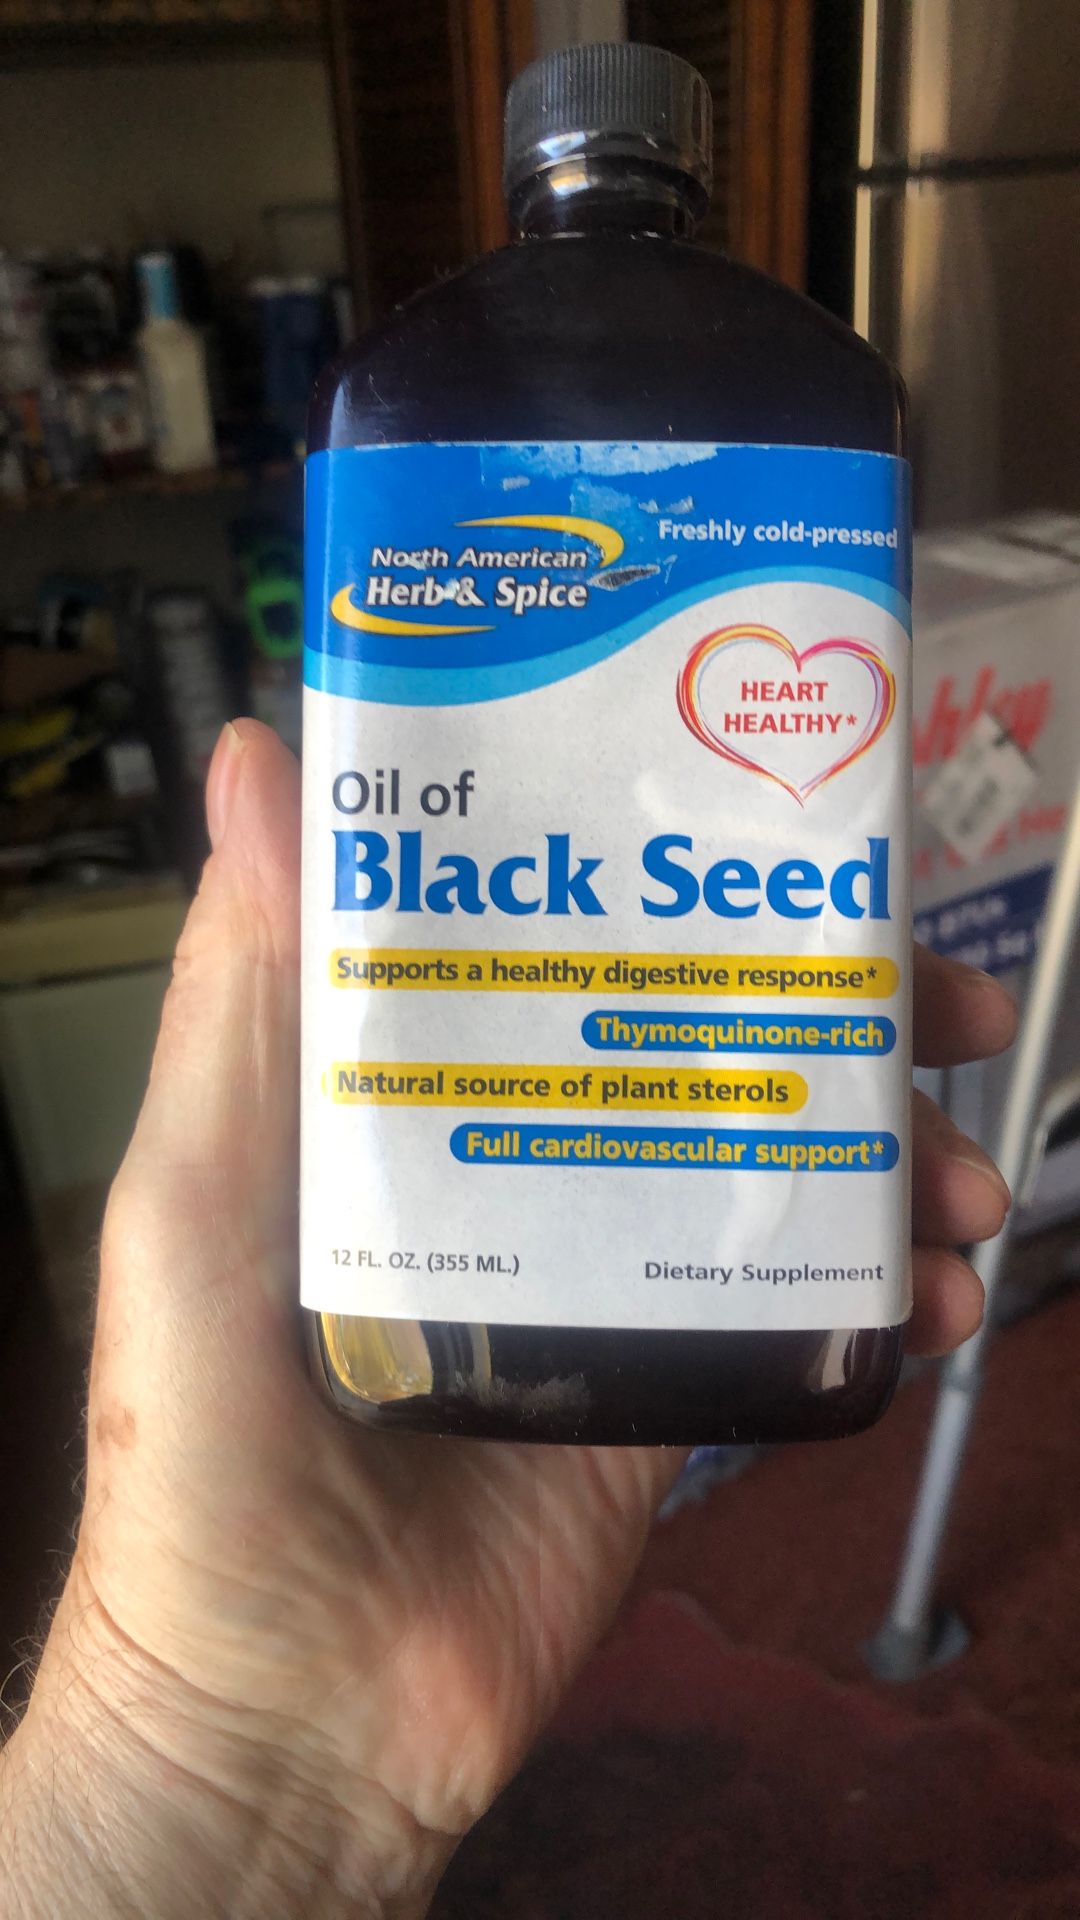 North American
Herb & Spice
Freshly cold-pressed
HEART
HEALTHY*
Oil of
Black Seed
Supports a healthy digestive response*
Thymoquinone-rich
Natural source of plant sterols
Full cardiovascular support*
12 FL. OZ. (355 ML.)
Dietary Supplement